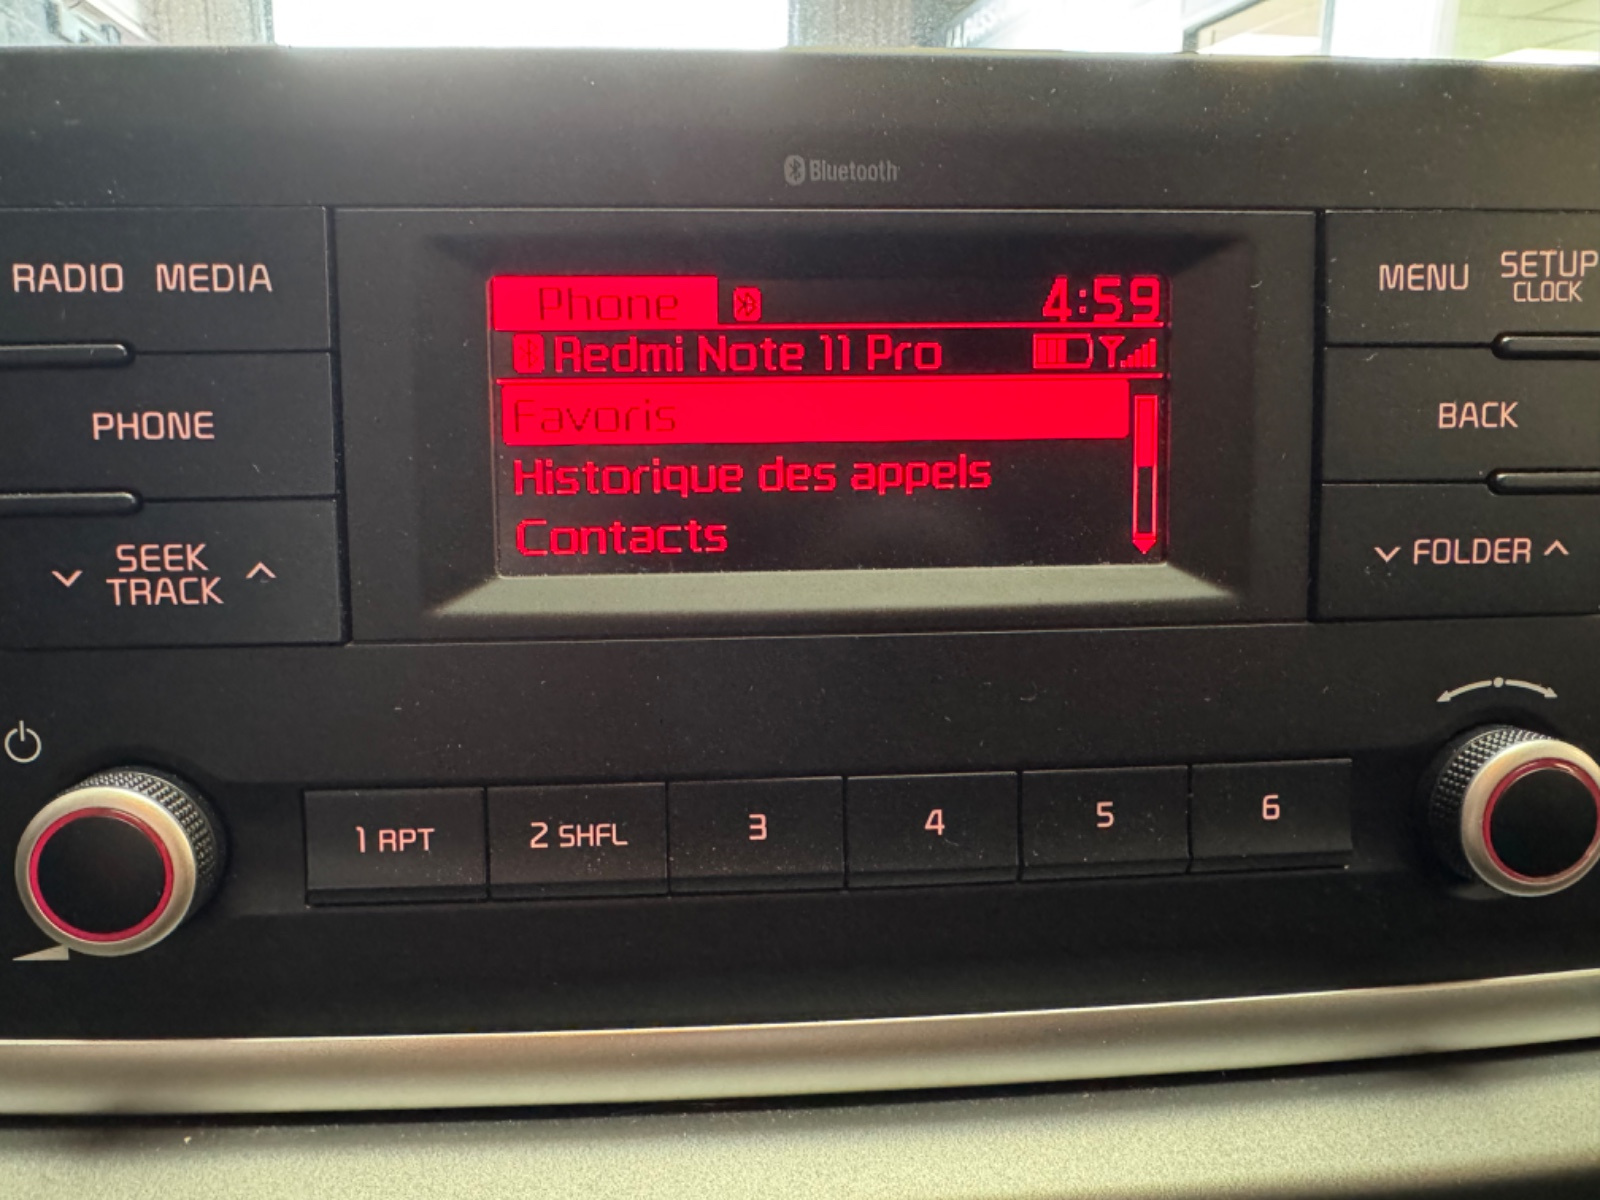 Bluetooth
RADIO MEDIA
PHONE
SEEK
TRACK
Phone 4:59
Redmi Note 11 Pro
Favoris
Historique des appels
Contacts
MENU SETUP
CLOCK
BACK
FOLDER
1 RPT 2 SHFL 3 4 5 6